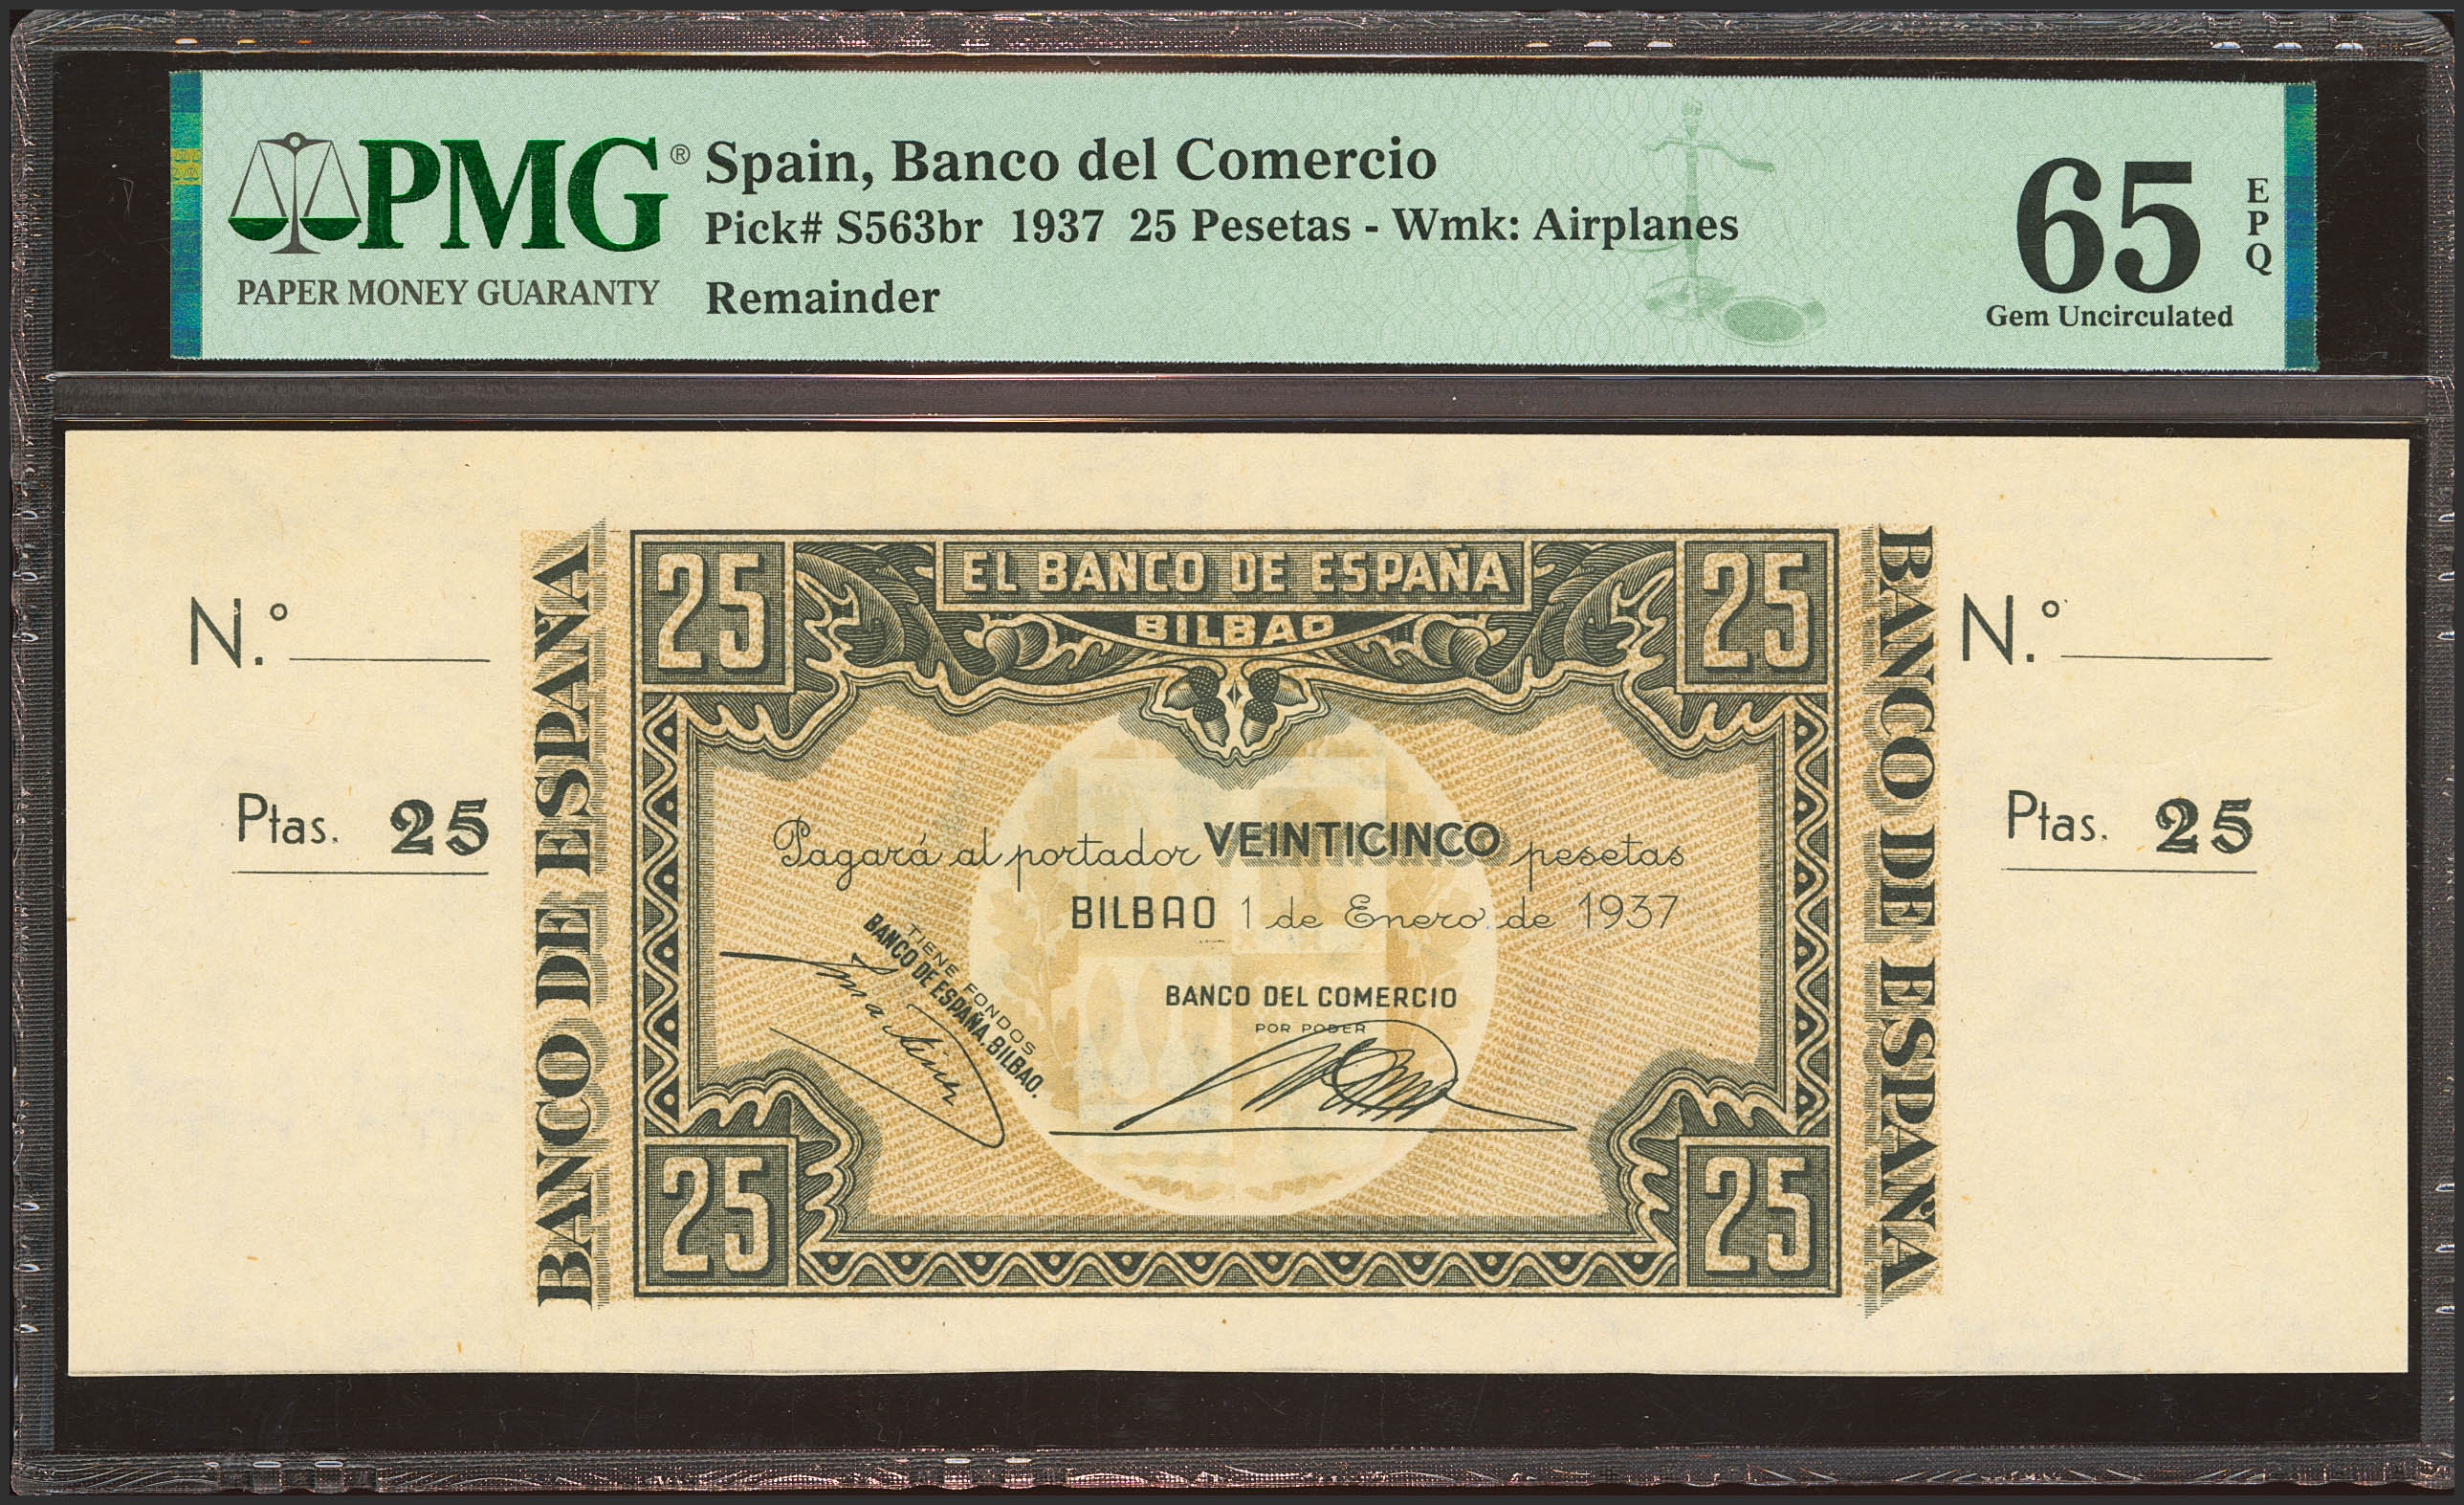 PMG®
PAPER MONEY GUARANTY
Spain, Banco del Comercio
Pick# S563br 1937 25 Pesetas - Wmk: Airplanes
Remainder
65
EPQ
Gem Uncirculated
N.º
Ptas. 25
BANCO DE ESPAÑA
25
EL BANCO DE ESPAÑA
BILBAO
25
Pagará al portador VEINTICINCO pesetas
BILBAO 1 de Enero de 1937
TIENE FONDOS
BANCO DE ESPAÑA. BILBAO.
BANCO DEL COMERCIO
POR PODER
25
25
BANCO DE ESPAÑA
N.º
Ptas. 25